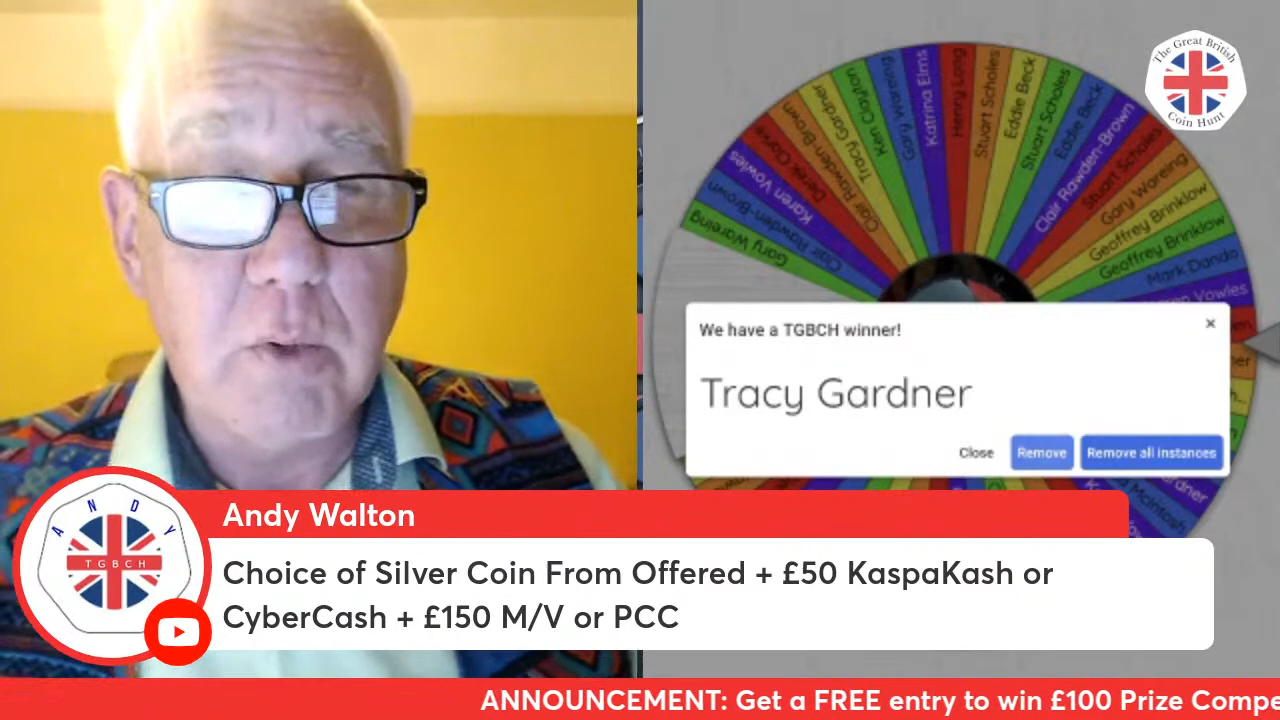 The Great British
Coin Hunt
Gary Wareing
Clair Rawden-Brown
Karen Vowles
Derek Clarke
Clair Rawden-Brown
Tracy Gardner
Ken Clayton
Gary Wareing
Katrina Elms
Henry Long
Stuart Scholes
Eddie Beck
Stuart Scholes
Eddie Beck
Clair Rawden-Brown
Stuart Scholes
Gary Wareing
Geoffrey Brinklow
Geoffrey Brinklow
Mark Dando
Vowles
We have a TGBCH winner!
×
Tracy Gardner
Close
Remove
Remove all instances
ANDY
TGBCH
Andy Walton
Choice of Silver Coin From Offered + £50 KaspaKash or
CyberCash + £150 M/V or PCC
ANNOUNCEMENT: Get a FREE entry to win £100 Prize Compe